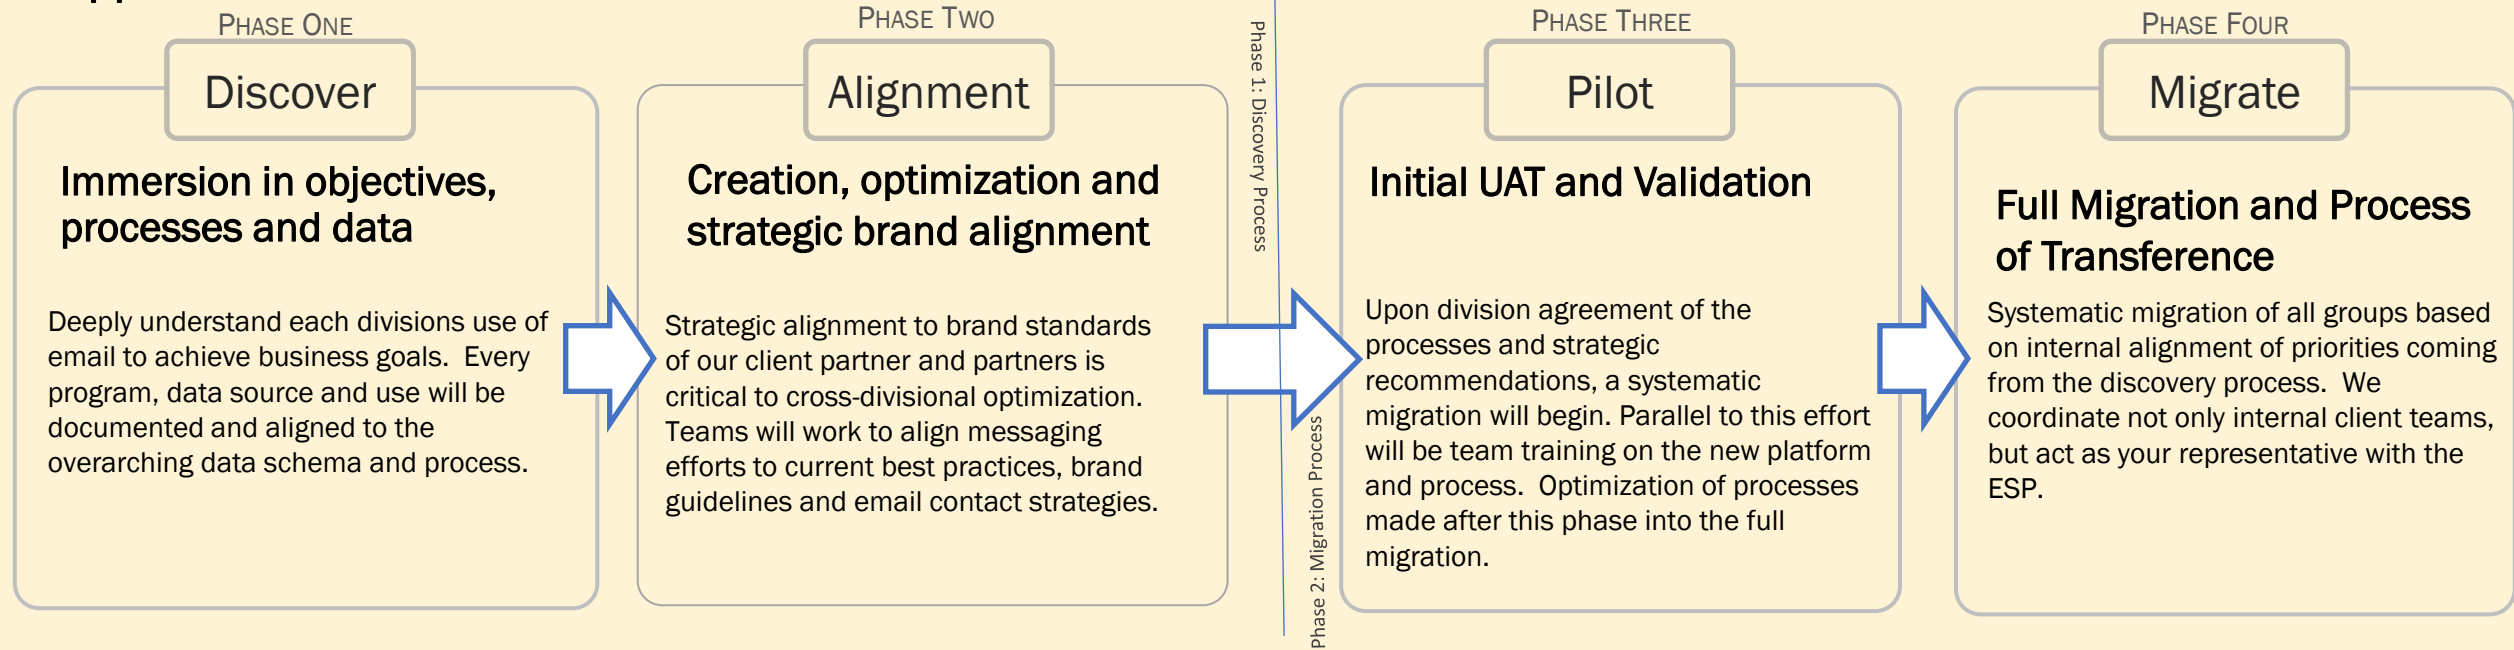 PHASE ONE
Discover
Immersion in objectives,
processes and data
Deeply understand each divisions use of
email to achieve business goals.  Every
program, data source and use will be
documented and aligned to the
overarching data schema and process.
PHASE TWO
Alignment
Creation, optimization and
strategic brand alignment
Strategic alignment to brand standards
of our client partner and partners is
critical to cross-divisional optimization.
Teams will work to align messaging
efforts to current best practices, brand
guidelines and email contact strategies.
Phase 1: Discovery Process
Phase 2: Migration Process
PHASE THREE
Pilot
Initial UAT and Validation
Upon division agreement of the
processes and strategic
recommendations, a systematic
migration will begin. Parallel to this effort
will be team training on the new platform
and process.  Optimization of processes
made after this phase into the full
migration.
PHASE FOUR
Migrate
Full Migration and Process
of Transference
Systematic migration of all groups based
on internal alignment of priorities coming
from the discovery process.  We
coordinate not only internal client teams,
but act as your representative with the
ESP.